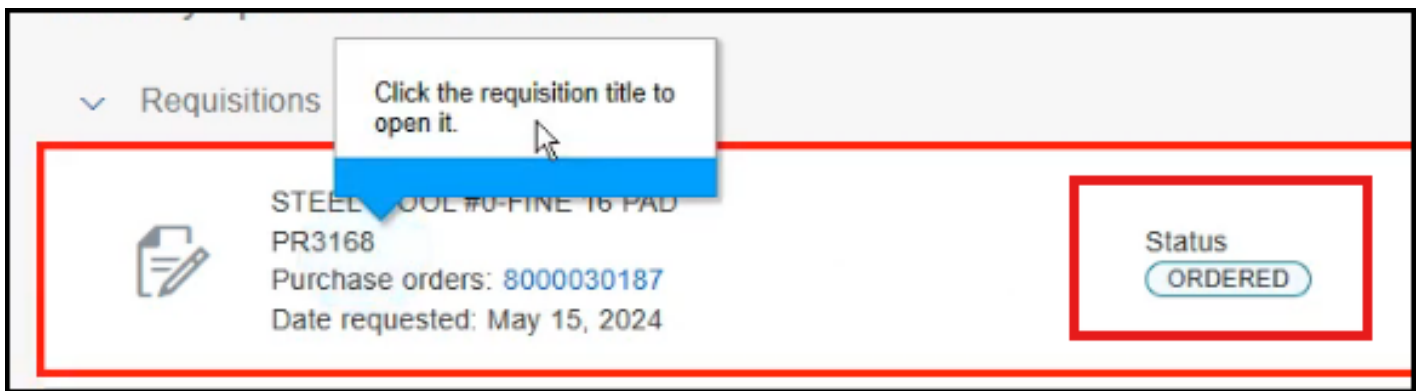 Requisitions
Click the requisition title to
open it.
STEEL OOL #0-FINE 16 PAD
PR3168
Purchase orders: 8000030187
Date requested: May 15, 2024
Status
ORDERED